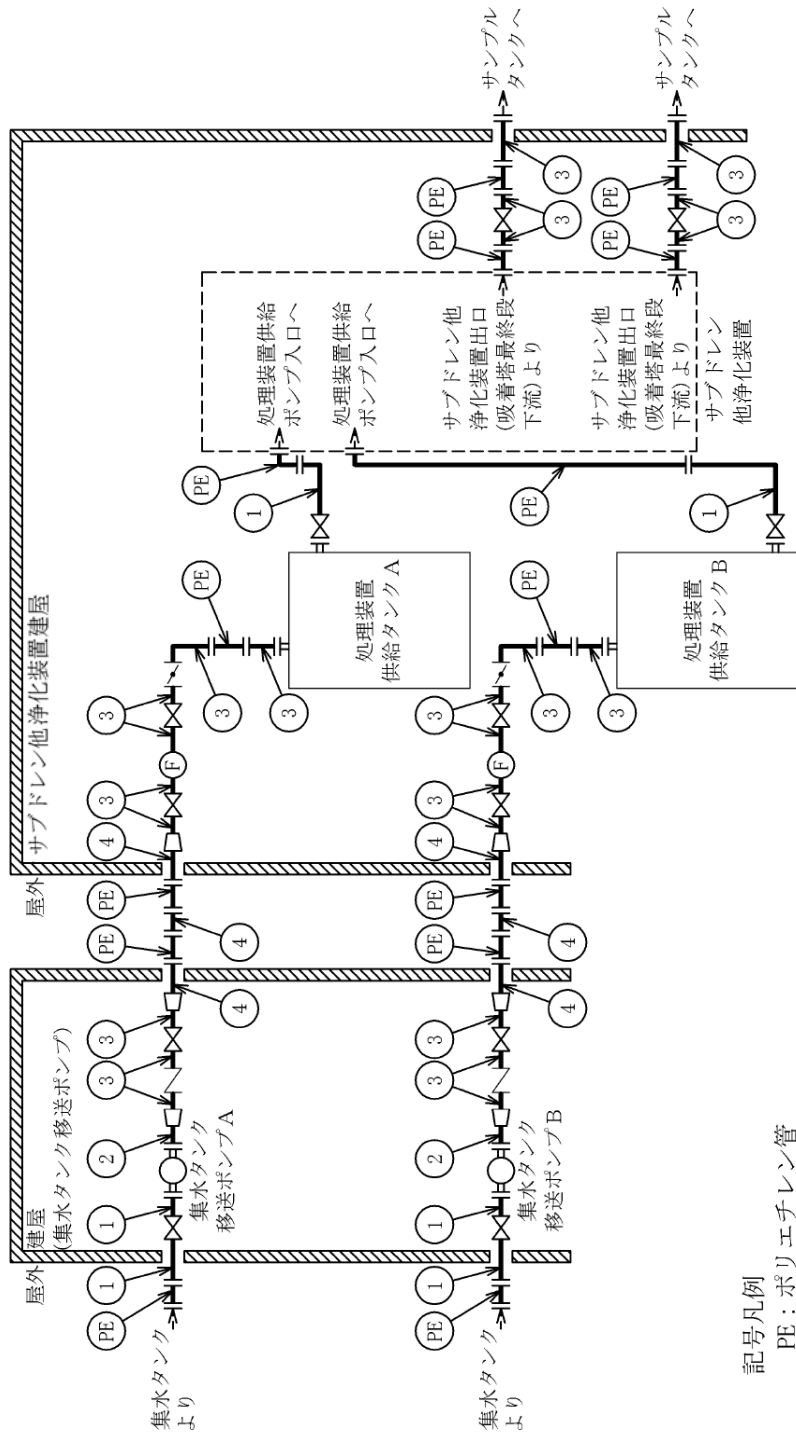 屋外
建屋
(集水タンク移送ポンプ)
屋外
サブドレン他浄化装置建屋
PE
1
1
2
3
3
PE
PE
4
3
3
集水タンク
より
集水タンク
移送ポンプA
4
4
F
3
3
PE
処理装置
供給タンクA
1
PE
処理装置供給
ポンプ入口へ
処理装置供給
ポンプ入口へ
PE
1
1
2
3
3
PE
PE
4
3
3
集水タンク
より
集水タンク
移送ポンプB
4
4
F
3
3
PE
処理装置
供給タンクB
1
PE
サブドレン他
浄化装置出口
(吸着塔最終段
下流)より
PE
PE
3
3
サンプル
タンクへ
サブドレン他
浄化装置出口
(吸着塔最終段
下流)より
PE
PE
3
3
サンプル
タンクへ
サブドレン
他浄化装置
記号凡例
PE：ポリエチレン管